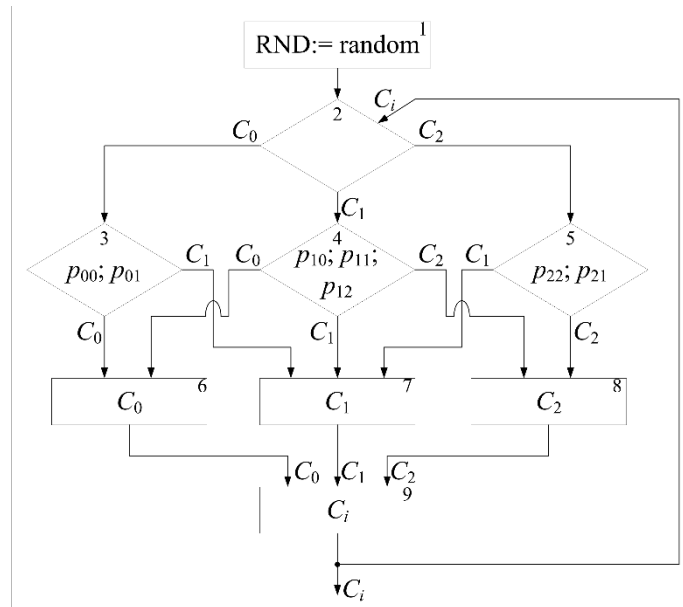 RND:= random 1
2
C_i
C_0
C_2
C_1
3
4
5
p_00; p_01
C_1
C_0
p_10; p_11;
p_12
C_2
C_1
p_22; p_21
C_0
C_1
C_2
C_0 6
C_1 7
C_2 8
C_0
C_1
C_2
9
C_i
C_i